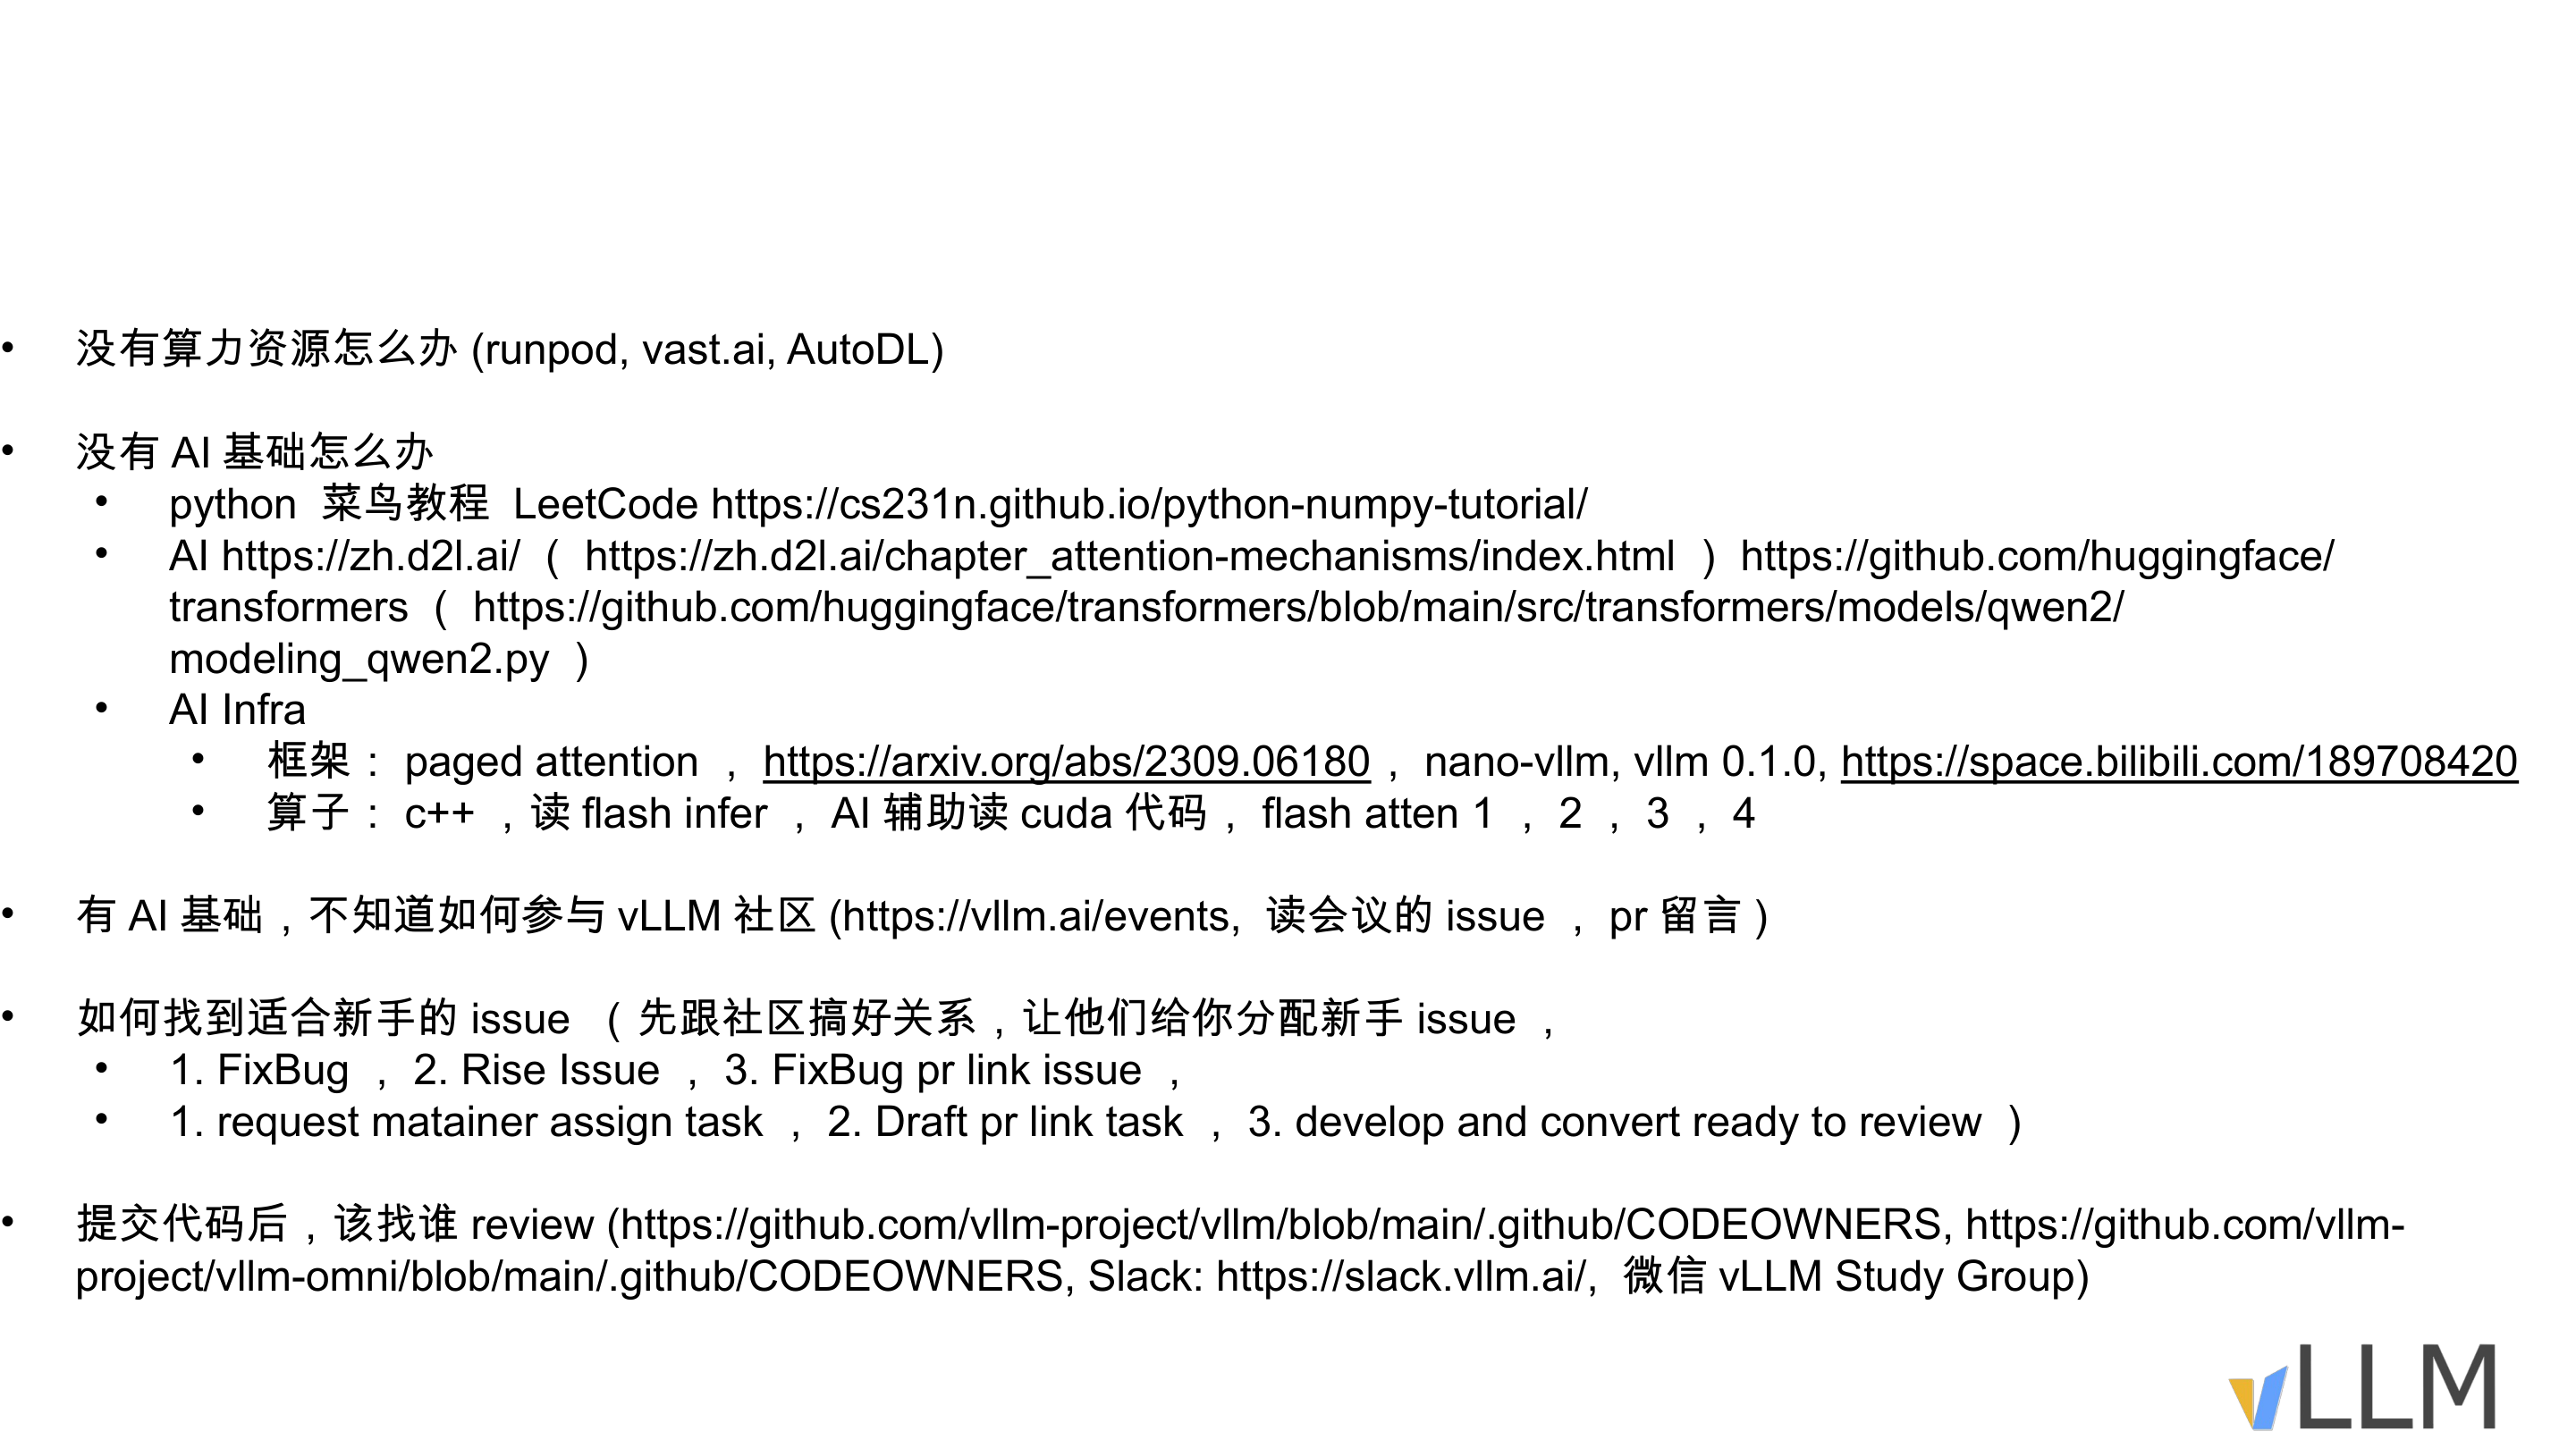 • 没有算力资源怎么办 (runpod, vast.ai, AutoDL)
• 没有 AI 基础怎么办
• python 菜鸟教程 LeetCode https://cs231n.github.io/python-numpy-tutorial/
• AI https://zh.d2l.ai/ （ https://zh.d2l.ai/chapter_attention-mechanisms/index.html ） https://github.com/huggingface/
transformers （ https://github.com/huggingface/transformers/blob/main/src/transformers/models/qwen2/
modeling_qwen2.py ）
• AI Infra
• 框架： paged attention ， https://arxiv.org/abs/2309.06180 ， nano-vllm, vllm 0.1.0, https://space.bilibili.com/189708420
• 算子： c++ ，读 flash infer ， AI 辅助读 cuda 代码， flash atten 1 ， 2 ， 3 ， 4
• 有 AI 基础，不知道如何参与 vLLM 社区 (https://vllm.ai/events, 读会议的 issue ， pr 留言 )
• 如何找到适合新手的 issue （先跟社区搞好关系，让他们给你分配新手 issue ，
• 1. FixBug ， 2. Rise Issue ， 3. FixBug pr link issue ，
• 1. request matainer assign task ， 2. Draft pr link task ， 3. develop and convert ready to review ）
• 提交代码后，该找谁 review (https://github.com/vllm-project/vllm/blob/main/.github/CODEOWNERS, https://github.com/vllm-
project/vllm-omni/blob/main/.github/CODEOWNERS, Slack: https://slack.vllm.ai/, 微信 vLLM Study Group)
vLLM